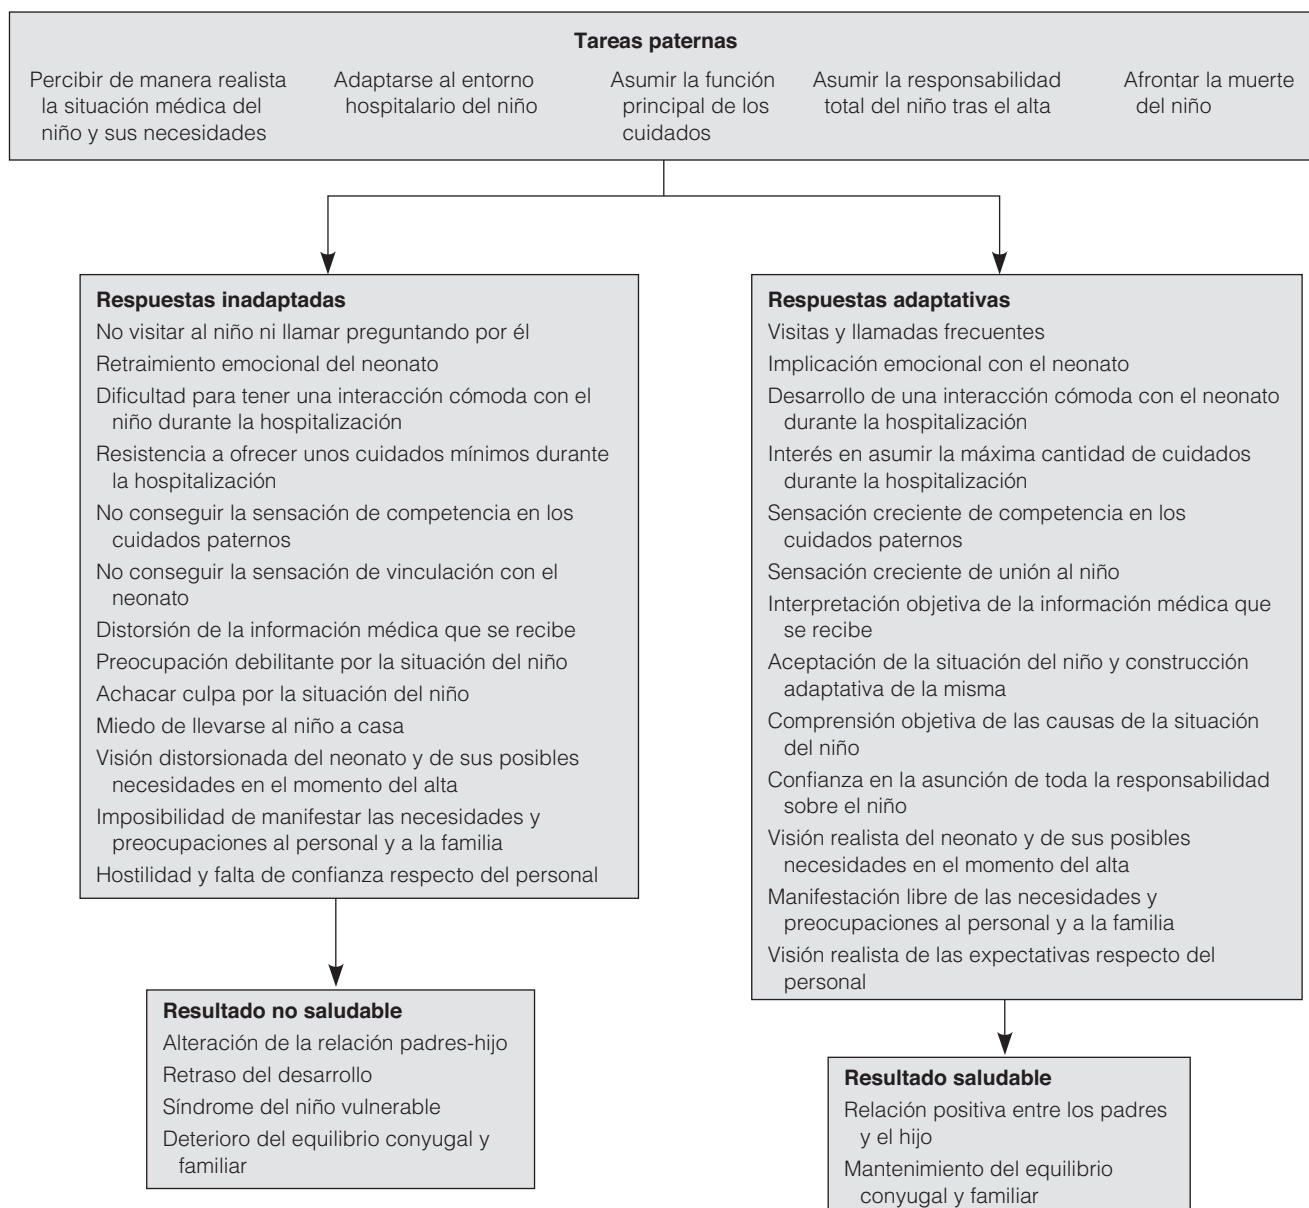 Tareas paternas
Percibir de manera realista
la situación médica del
niño y sus necesidades
Adaptarse al entorno
hospitalario del niño
Asumir la función
principal de los
cuidados
Asumir la responsabilidad
total del niño tras el alta
Afrontar la muerte
del niño
Respuestas inadaptadas
No visitar al niño ni llamar preguntando por él
Retraimiento emocional del neonato
Dificultad para tener una interacción cómoda con el
niño durante la hospitalización
Resistencia a ofrecer unos cuidados mínimos durante
la hospitalización
No conseguir la sensación de competencia en los
cuidados paternos
No conseguir la sensación de vinculación con el
neonato
Distorsión de la información médica que se recibe
Preocupación debilitante por la situación del niño
Achacar culpa por la situación del niño
Miedo de llevarse al niño a casa
Visión distorsionada del neonato y de sus posibles
necesidades en el momento del alta
Imposibilidad de manifestar las necesidades y
preocupaciones al personal y a la familia
Hostilidad y falta de confianza respecto del personal
Resultado no saludable
Alteración de la relación padres-hijo
Retraso del desarrollo
Síndrome del niño vulnerable
Deterioro del equilibrio conyugal y
familiar
Respuestas adaptativas
Visitas y llamadas frecuentes
Implicación emocional con el neonato
Desarrollo de una interacción cómoda con el neonato
durante la hospitalización
Interés en asumir la máxima cantidad de cuidados
durante la hospitalización
Sensación creciente de competencia en los
cuidados paternos
Sensación creciente de unión al niño
Interpretación objetiva de la información médica que
se recibe
Aceptación de la situación del niño y construcción
adaptativa de la misma
Comprensión objetiva de las causas de la situación
del niño
Confianza en la asunción de toda la responsabilidad
sobre el niño
Visión realista del neonato y de sus posibles
necesidades en el momento del alta
Manifestación libre de las necesidades y
preocupaciones al personal y a la familia
Visión realista de las expectativas respecto del
personal
Resultado saludable
Relación positiva entre los padres
y el hijo
Mantenimiento del equilibrio
conyugal y familiar